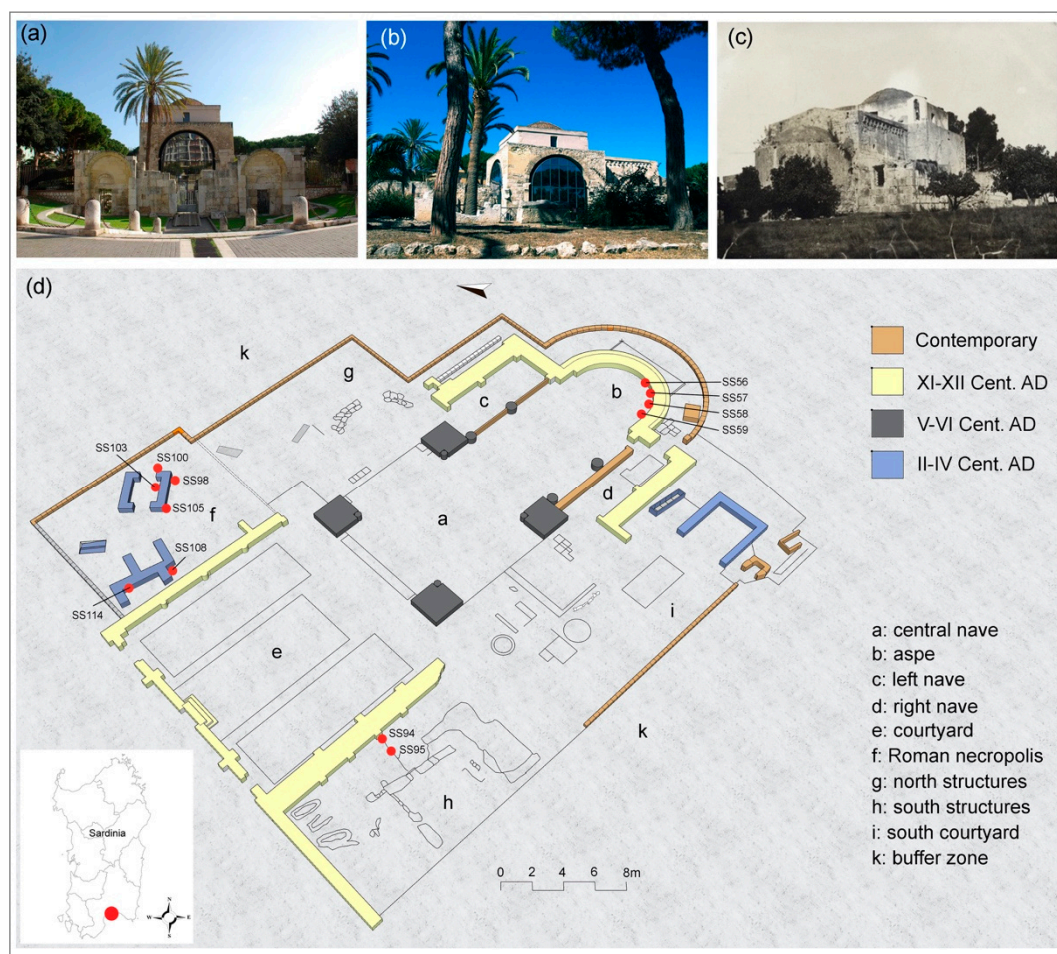 (a)
(b)
(c)
(d)
k
g
c
b
SS56
SS57
SS58
SS59
SS103
SS100
SS98
SS105
f
SS108
SS114
a
d
e
i
SS94
SS95
h
k
Contemporary
XI-XII Cent. AD
V-VI Cent. AD
II-IV Cent. AD
a: central nave
b: aspe
c: left nave
d: right nave
e: courtyard
f: Roman necropolis
g: north structures
h: south structures
i: south courtyard
k: buffer zone
0 2 4 6 8m
Sardinia
N
W E
S